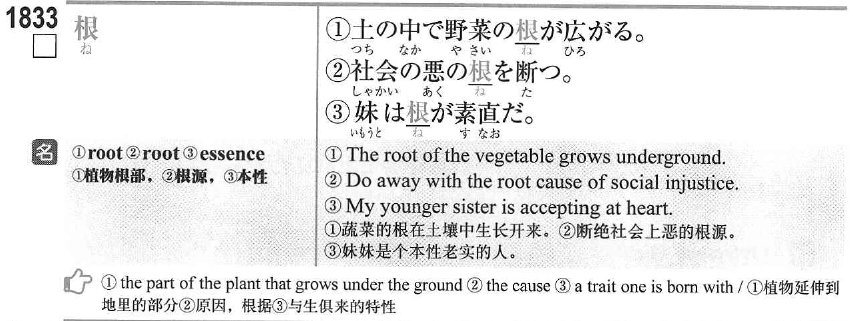 1833 根
ね
①土の中で野菜の根が広がる。
つち なか や さい ね ひろ
②社会の悪の根を断つ。
しゃかい あく ね た
③妹は根が素直だ。
いもうと ね す なお
名 ①root ②root ③essence
①植物根部，②根源，③本性
① The root of the vegetable grows underground.
② Do away with the root cause of social injustice.
③ My younger sister is accepting at heart.
①蔬菜的根在土壤中生长开来。②断绝社会上恶的根源。
③妹妹是个本性老实的人。
① the part of the plant that grows under the ground ② the cause ③ a trait one is born with / ①植物延伸到
地里的部分②原因，根据③与生俱来的特性